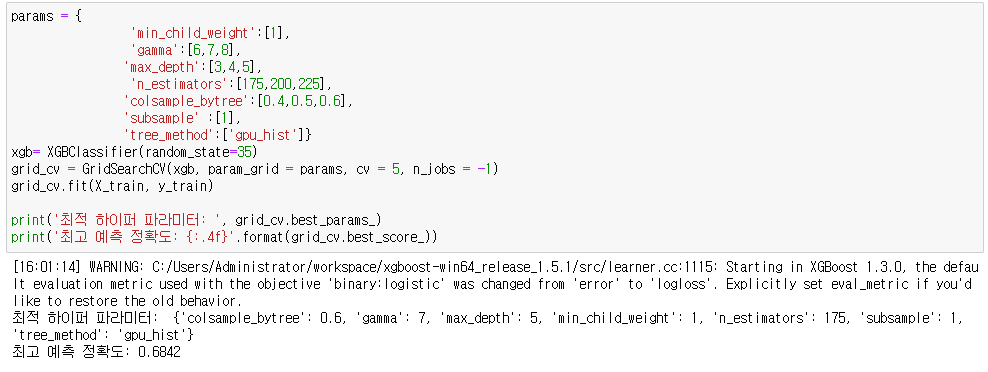 params = {
'min_child_weight':[1],
'gamma':[6,7,8],
'max_depth':[3,4,5],
'n_estimators':[175,200,225],
'colsample_bytree':[0.4,0.5,0.6],
'subsample' :[1],
'tree_method':['gpu_hist']}
xgb= XGBClassifier(random_state=35)
grid_cv = GridSearchCV(xgb, param_grid = params, cv = 5, n_jobs = -1)
grid_cv.fit(X_train, y_train)
print('최적 하이퍼 파라미터: ', grid_cv.best_params_)
print('최고 예측 정확도: {:.4f}'.format(grid_cv.best_score_))
[16:01:14] WARNING: C:/Users/Administrator/workspace/xgboost-win64_release_1.5.1/src/learner.cc:1115: Starting in XGBoost 1.3.0, the defau
lt evaluation metric used with the objective 'binary:logistic' was changed from 'error' to 'logloss'. Explicitly set eval_metric if you'd
like to restore the old behavior.
최적 하이퍼 파라미터:  {'colsample_bytree': 0.6, 'gamma': 7, 'max_depth': 5, 'min_child_weight': 1, 'n_estimators': 175, 'subsample': 1,
'tree_method': 'gpu_hist'}
최고 예측 정확도: 0.6842